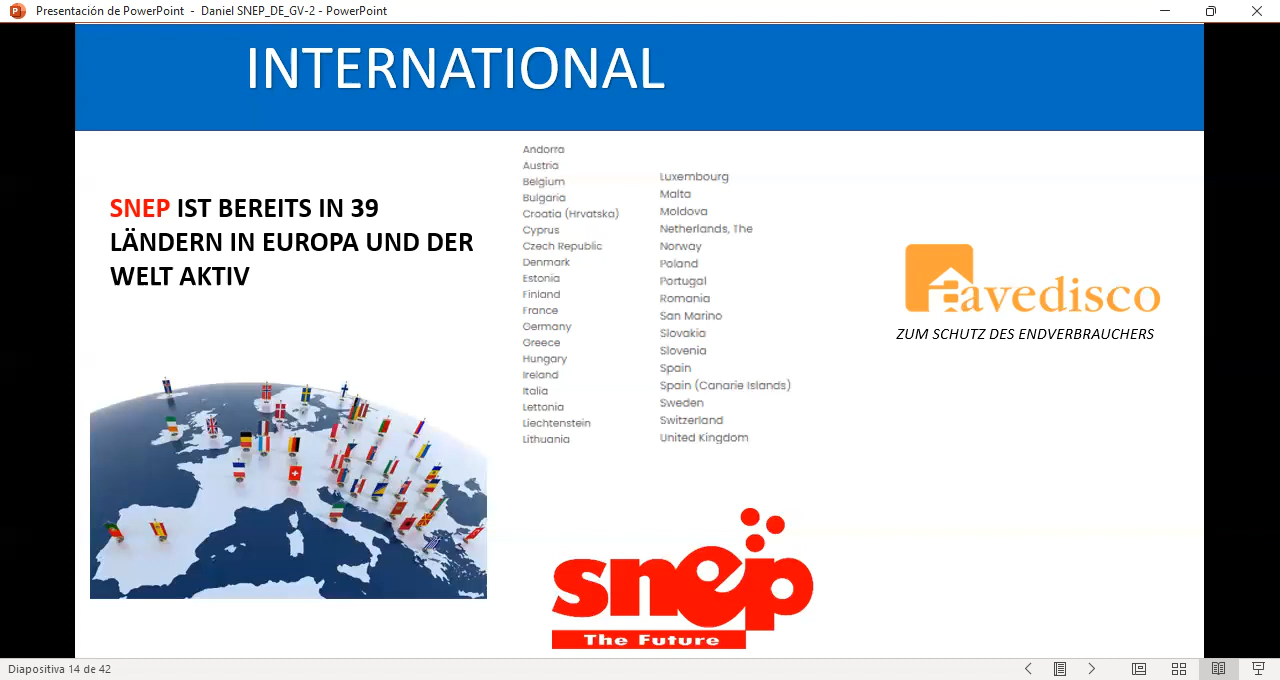 Presentación de PowerPoint - Daniel SNEP_DE_GV-2 - PowerPoint
INTERNATIONAL
SNEP IST BEREITS IN 39
LÄNDERN IN EUROPA UND DER
WELT AKTIV
Andorra
Austria
Belgium
Bulgaria
Croatia (Hrvatska)
Cyprus
Czech Republic
Denmark
Estonia
Finland
France
Germany
Greece
Hungary
Ireland
Italia
Lettonia
Liechtenstein
Lithuania
Luxembourg
Malta
Moldova
Netherlands, The
Norway
Poland
Portugal
Romania
San Marino
Slovakia
Slovenia
Spain
Spain (Canarie Islands)
Sweden
Switzerland
United Kingdom
avedisco
ZUM SCHUTZ DES ENDVERBRAUCHERS
snep
The Future
Diapositiva 14 de 42